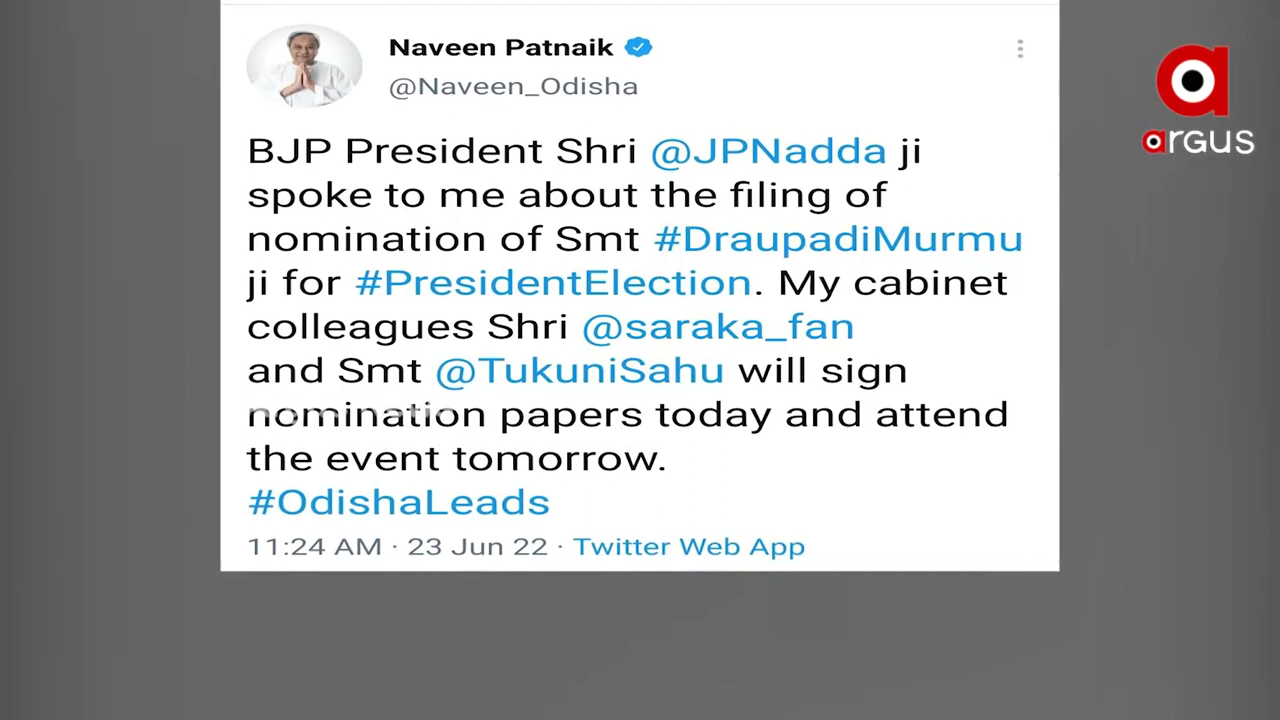 Naveen Patnaik
@Naveen_Odisha
BJP President Shri @JPNadda ji
spoke to me about the filing of
nomination of Smt #DraupadiMurmu
ji for #PresidentElection. My cabinet
colleagues Shri @saraka_fan
and Smt @TukuniSahu will sign
nomination papers today and attend
the event tomorrow.
#OdishaLeads
11:24 AM · 23 Jun 22 · Twitter Web App
a
argus